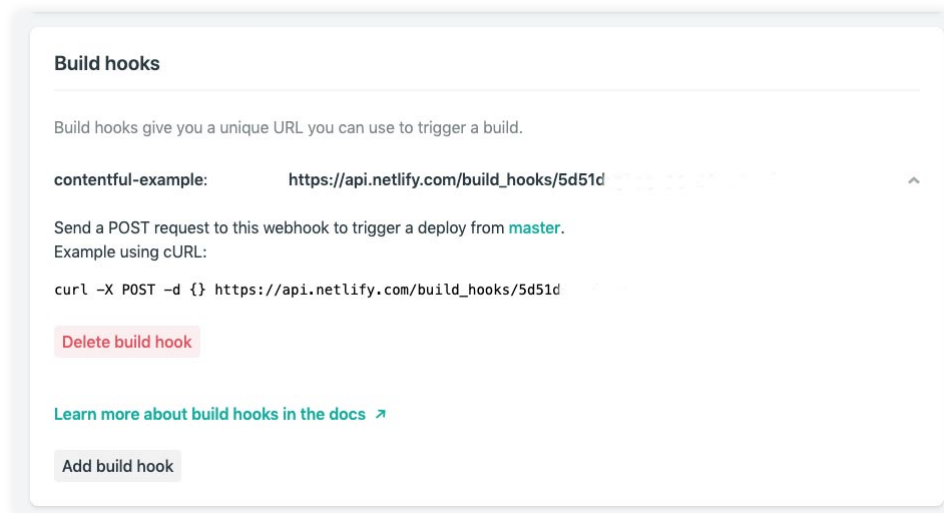 Build hooks
Build hooks give you a unique URL you can use to trigger a build.
contentful-example: https://api.netlify.com/build_hooks/5d51d
Send a POST request to this webhook to trigger a deploy from master.
Example using cURL:
curl -X POST -d {} https://api.netlify.com/build_hooks/5d51d
Delete build hook
Learn more about build hooks in the docs ↗
Add build hook